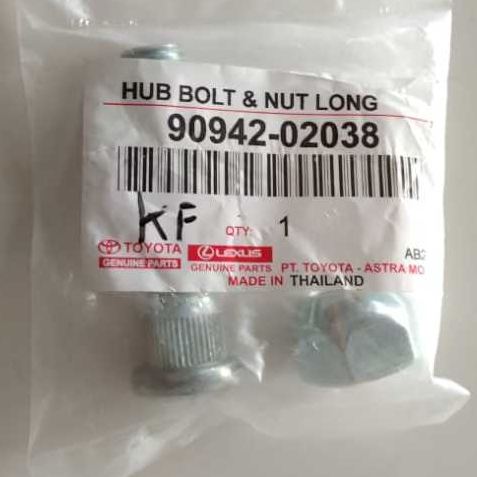 HUB BOLT & NUT LONG
90942-02038
KF QTY: 1
TOYOTA LEXUS AB2
GENUINE PARTS GENUINE PARTS PT. TOYOTA - ASTRA MO
MADE IN THAILAND